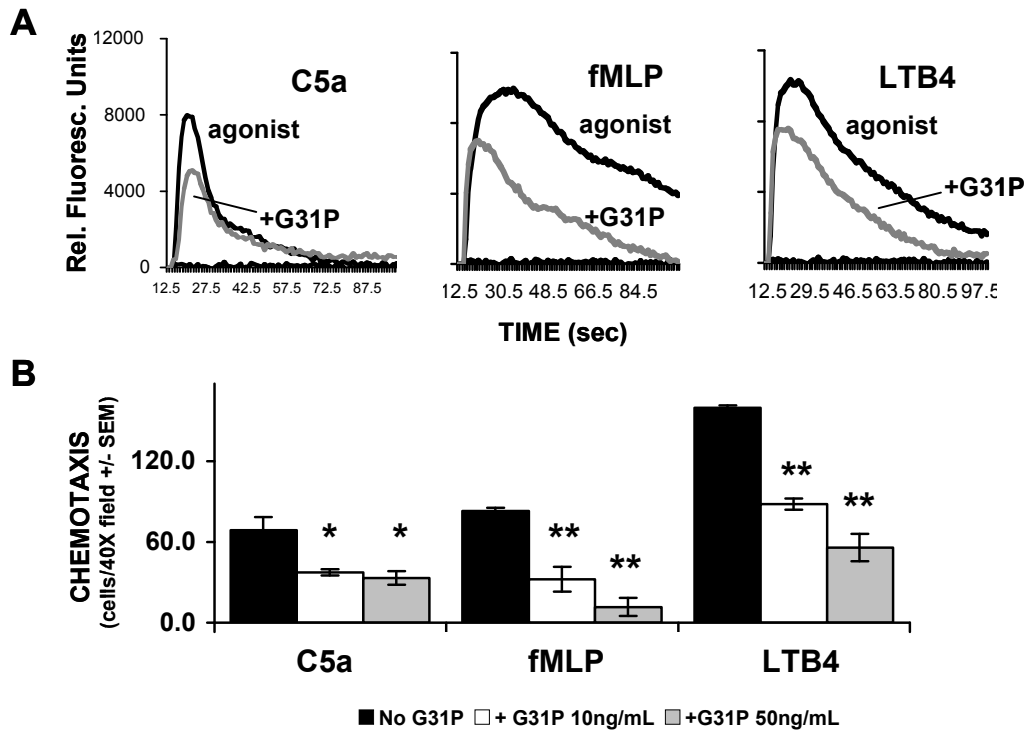 A
Rel. Fluoresc. Units
12000
8000
4000
0
C5a
agonist
+G31P
12.5 27.5 42.5 57.5 72.5 87.5
fMLP
agonist
+G31P
12.5 30.5 48.5 66.5 84.5
LTB4
agonist
+G31P
12.5 29.5 46.5 63.5 80.5 97.5
TIME (sec)
B
CHEMOTAXIS
(cells/40X field +/- SEM)
120.0
60.0
0.0
* *
** **
** **
C5a fMLP LTB4
No G31P + G31P 10ng/mL +G31P 50ng/mL